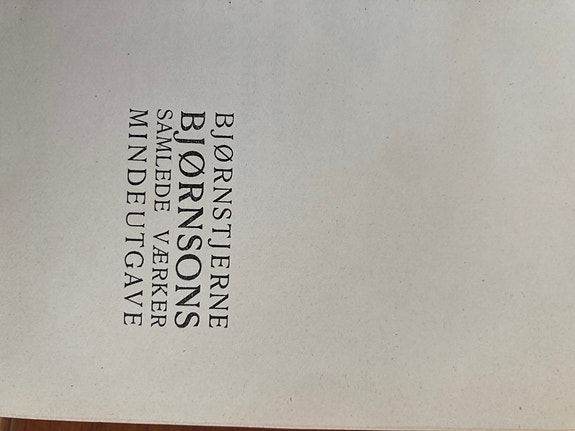 BJØRNSTJERNE
BJØRNSONS
SAMLEDE VÆRKER
MINDEUTGAVE